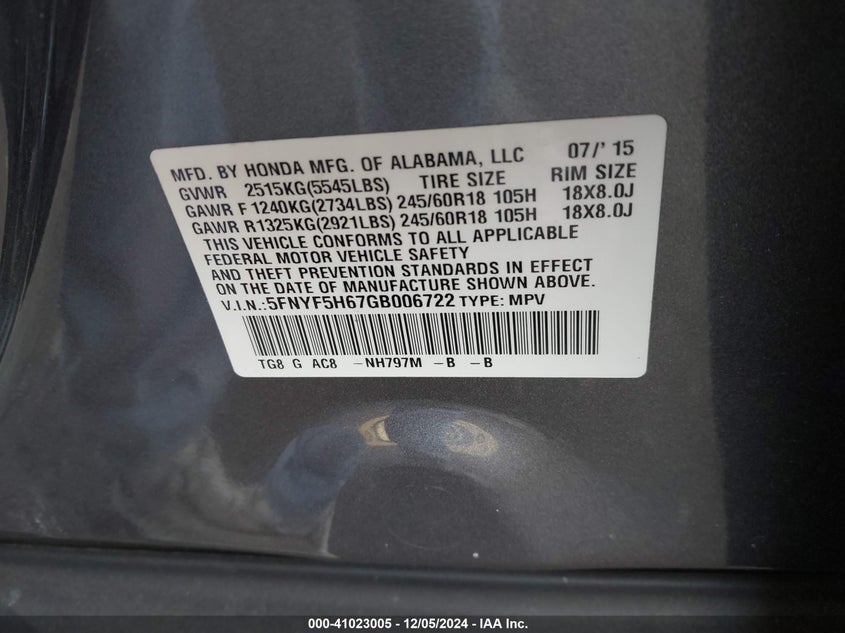 MFD. BY HONDA MFG. OF ALABAMA, LLC 07/' 15
GVWR 2515KG(5545LBS) TIRE SIZE RIM SIZE
GAWR F1240KG(2734LBS) 245/60R18 105H 18X8.0J
GAWR R1325KG(2921LBS) 245/60R18 105H 18X8.0J
THIS VEHICLE CONFORMS TO ALL APPLICABLE
FEDERAL MOTOR VEHICLE SAFETY
AND THEFT PREVENTION STANDARDS IN EFFECT
ON THE DATE OF MANUFACTURE SHOWN ABOVE.
V.I.N.:5FNYF5H67GB006722 TYPE: MPV
TG8 G AC8 -NH797M -B -B
000-41023005 - 12/05/2024 - IAA Inc.